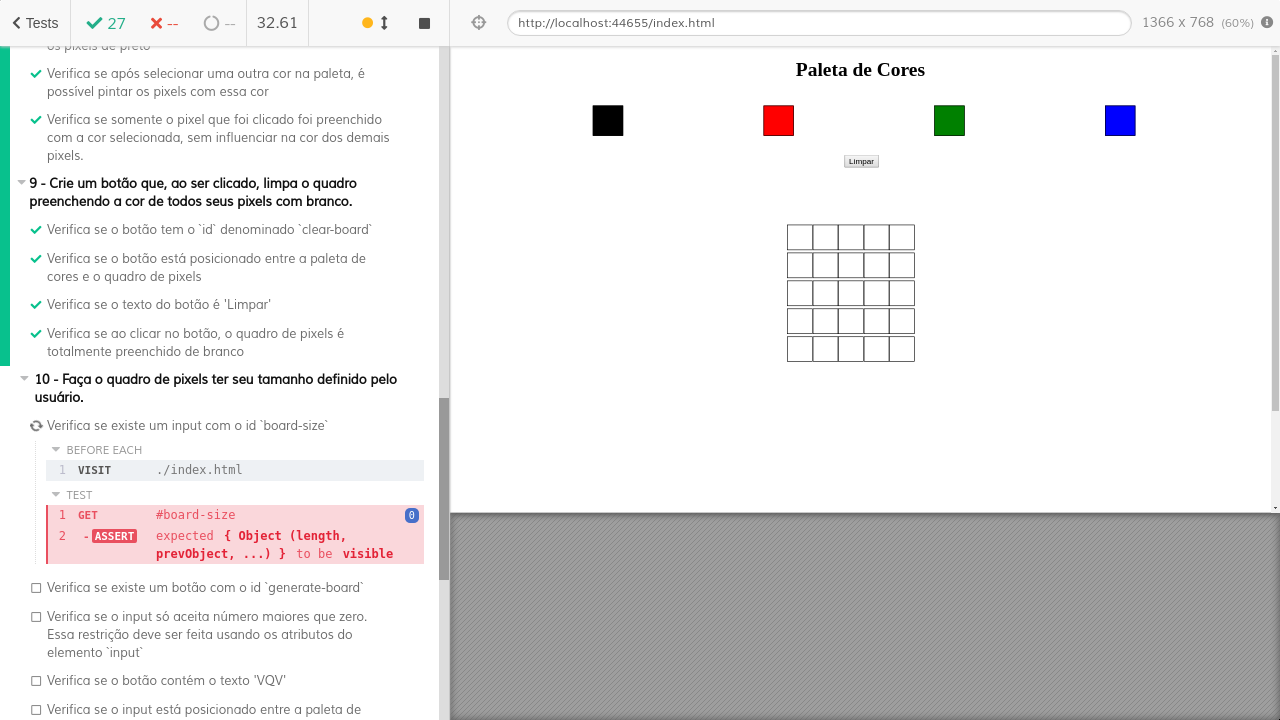 Tests
27
--
--
32.61
http://localhost:44655/index.html
1366 x 768 (60%)
os pixels de preto
Verifica se após selecionar uma outra cor na paleta, é
possível pintar os pixels com essa cor
Verifica se somente o pixel que foi clicado foi preenchido
com a cor selecionada, sem influenciar na cor dos demais
pixels.
9 - Crie um botão que, ao ser clicado, limpa o quadro
preenchendo a cor de todos seus pixels com branco.
Verifica se o botão tem o `id` denominado `clear-board`
Verifica se o botão está posicionado entre a paleta de
cores e o quadro de pixels
Verifica se o texto do botão é 'Limpar'
Verifica se ao clicar no botão, o quadro de pixels é
totalmente preenchido de branco
10 - Faça o quadro de pixels ter seu tamanho definido pelo
usuário.
Verifica se existe um input com o id `board-size`
BEFORE EACH
1 VISIT ./index.html
TEST
1 GET #board-size 0
2 -ASSERT expected { Object (length,
prevObject, ...) } to be visible
Verifica se existe um botão com o id `generate-board`
Verifica se o input só aceita número maiores que zero.
Essa restrição deve ser feita usando os atributos do
elemento `input`
Verifica se o botão contém o texto 'VQV'
Verifica se o input está posicionado entre a paleta de
Paleta de Cores
Limpar